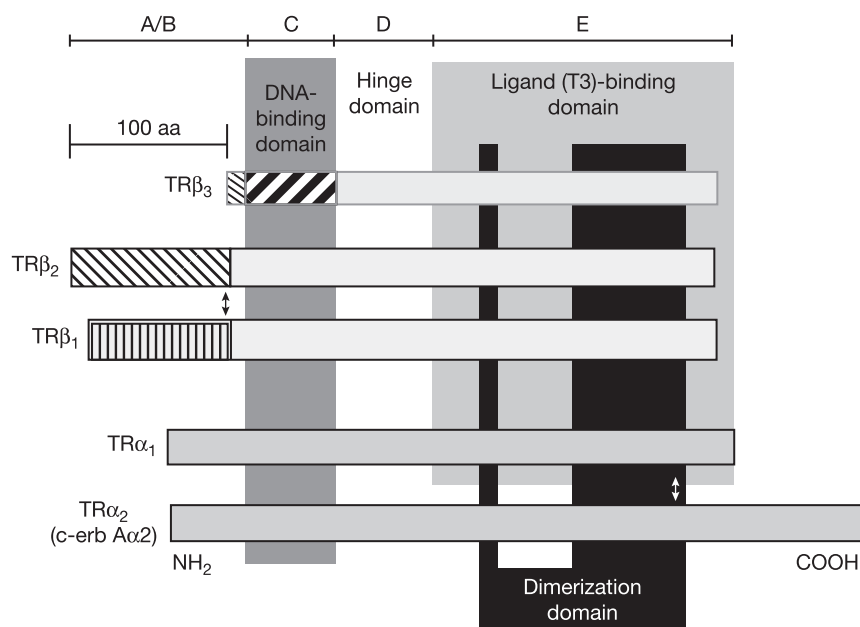 A/B C D E
DNA-
binding
domain
Hinge
domain
Ligand (T3)-binding
domain
100 aa
TRβ3
TRβ2
TRβ1
TRα1
TRα2
(c-erb Aα2)
NH2
COOH
Dimerization
domain